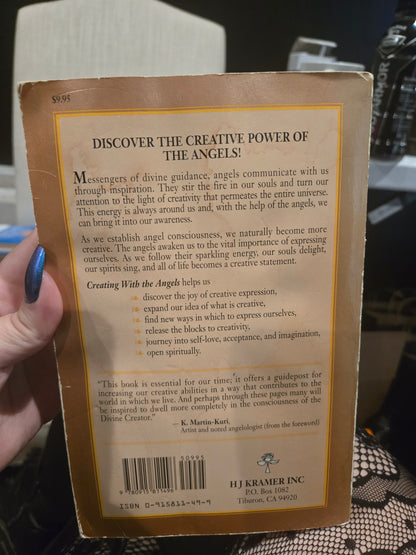 $9.95
DISCOVER THE CREATIVE POWER OF
THE ANGELS!
Messengers of divine guidance, angels communicate with us
through inspiration. They stir the fire in our souls and turn our
attention to the light of creativity that permeates the entire universe.
This energy is always around us and, with the help of the angels, we
can bring it into our awareness.
As we establish angel consciousness, we naturally become more
creative. The angels awaken us to the vital importance of expressing
ourselves. As we follow their sparkling energy, our souls delight,
our spirits sing, and all of life becomes a creative statement.
Creating With the Angels helps us
discover the joy of creative expression,
expand our idea of what is creative,
find new ways in which to express ourselves,
release the blocks to creativity,
journey into self-love, acceptance, and imagination,
open spiritually.
"This book is essential for our time; it offers a guidepost for
increasing our creative abilities in a way that contributes to the
world in which we live. And perhaps through these pages many will
be inspired to dwell more completely in the consciousness of the
Divine Creator."
— K. Martin-Kuri,
Artist and noted angelologist (from the foreword)
50995
9 780915 811496
ISBN 0-915811-49-9
H J KRAMER INC
P.O. Box 1082
Tiburon, CA 94920